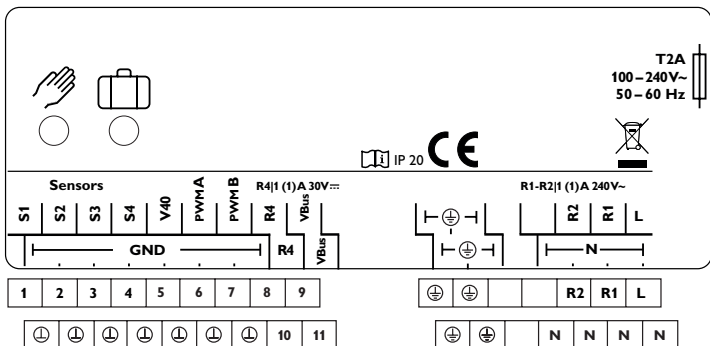 T2A
100–240V~
50–60 Hz
IP 20 CE
Sensors R4|1 (1)A 30V⎓ R1-R2|1 (1)A 240V~
S1 S2 S3 S4 V40 PWM A PWM B R4 VBus R2 R1 L
GND R4 VBus N
1 2 3 4 5 6 7 8 9 R2 R1 L
10 11 N N N N